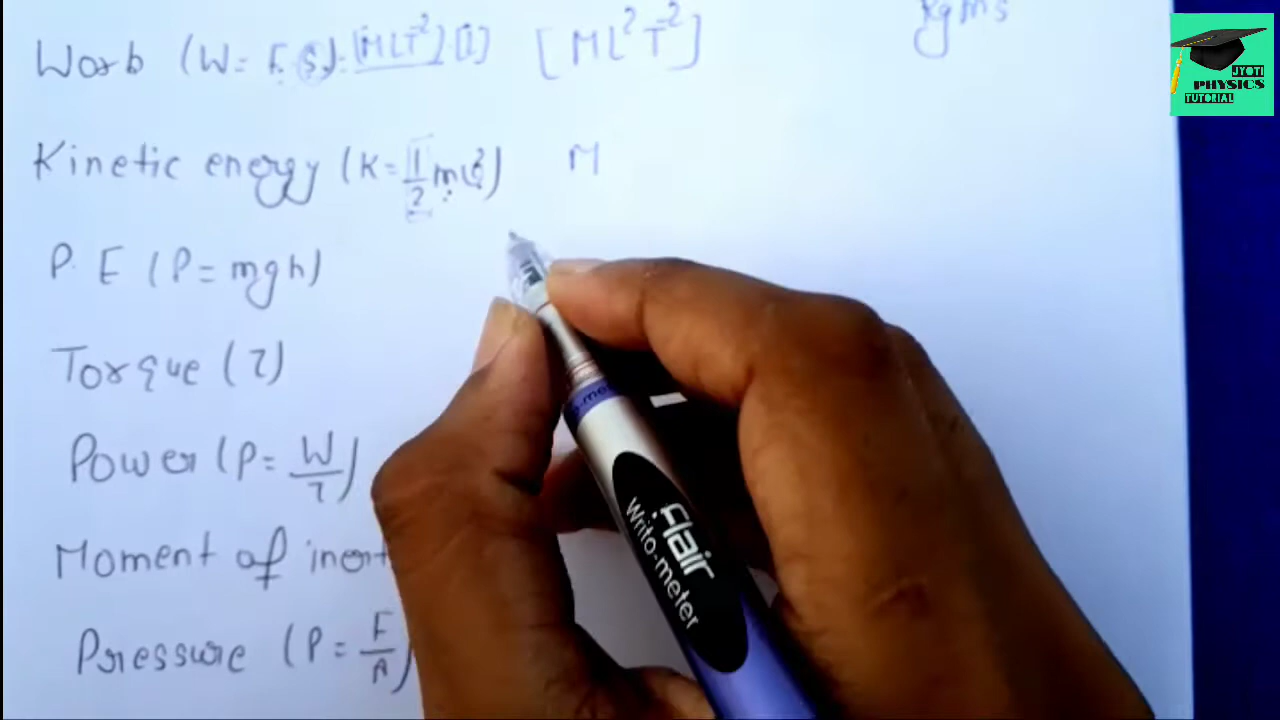 Work (W = F.S) = [MLT⁻²].[L] [ML²T⁻²]
kgms
Kinetic energy (K = 1/2 mv²) M
P.E (P = mgh)
Torque (τ)
Power (P = W/T)
Moment of inert
Pressure (P = F/A)
Flair
Writo-meter
JYOTI
PHYSICS
TUTORIAL